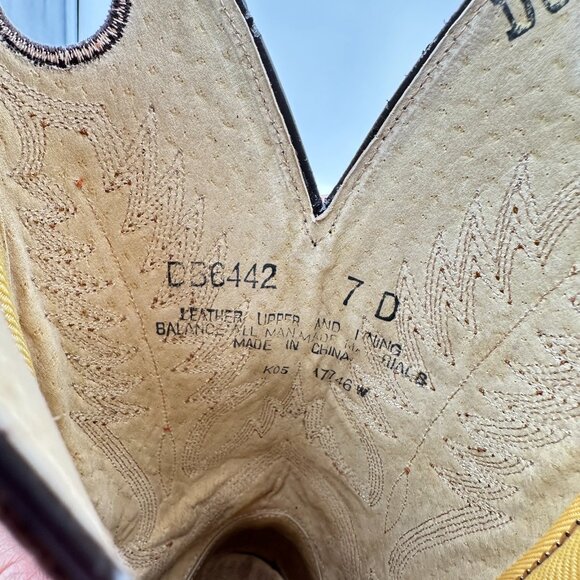 DB6442 7 D
LEATHER UPPER AND LINING
BALANCE ALL MAN MADE MATERIALS
MADE IN CHINA
K05 17746 W